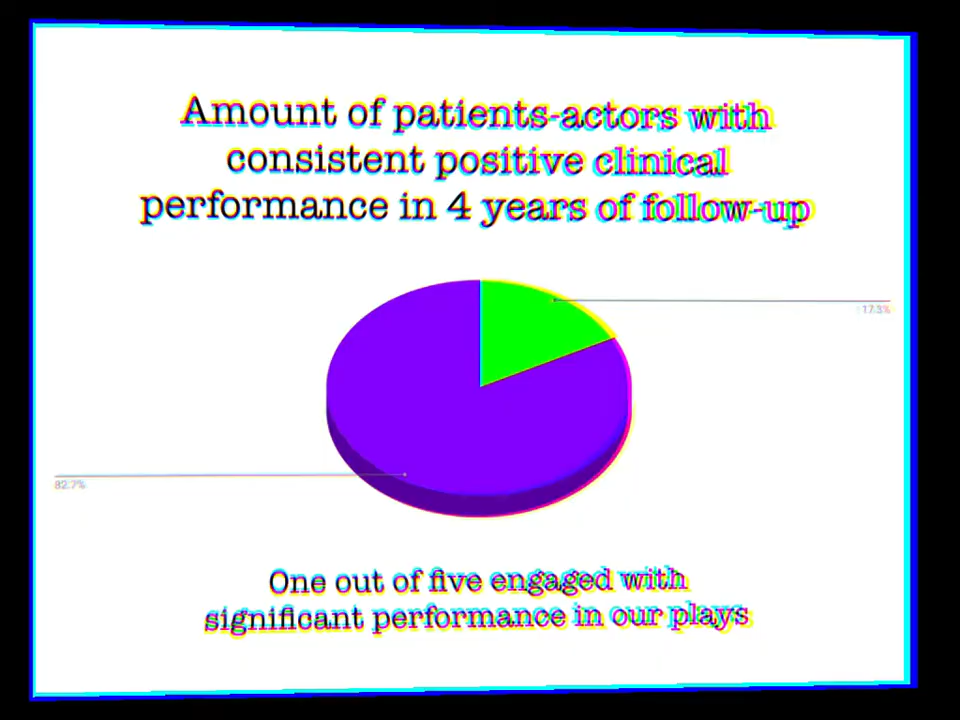 Amount of patients-actors with
consistent positive clinical
performance in 4 years of follow-up
17.3%
82.7%
One out of five engaged with
significant performance in our plays